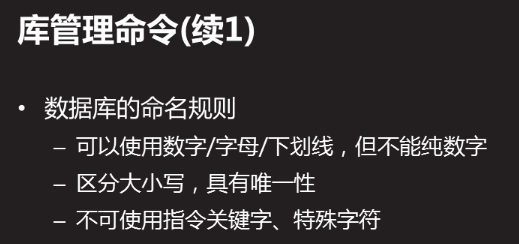 库管理命令(续1)
• 数据库的命名规则
– 可以使用数字/字母/下划线，但不能纯数字
– 区分大小写，具有唯一性
– 不可使用指令关键字、特殊字符